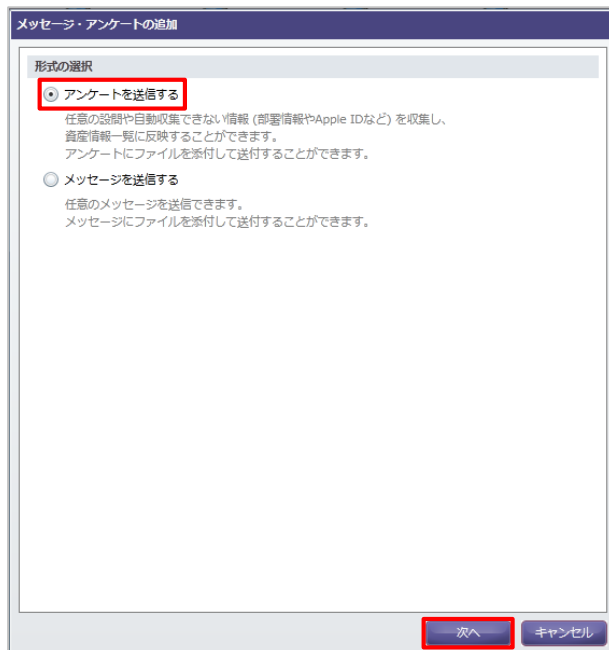 メッセージ・アンケートの追加
形式の選択
アンケートを送信する
任意の設問や自動収集できない情報 (部署情報やApple IDなど) を収集し、
資産情報一覧に反映することができます。
アンケートにファイルを添付して送付することができます。
メッセージを送信する
任意のメッセージを送信できます。
メッセージにファイルを添付して送付することができます。
次へ
キャンセル